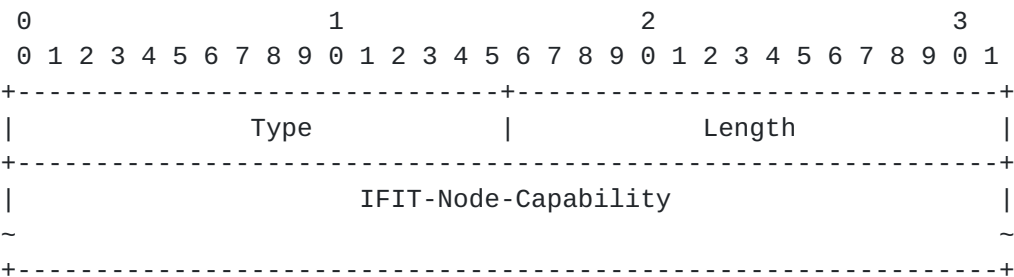 0                   1                   2                   3
 0 1 2 3 4 5 6 7 8 9 0 1 2 3 4 5 6 7 8 9 0 1 2 3 4 5 6 7 8 9 0 1
+-------------------------------+-------------------------------+
|               Type            |            Length             |
+---------------------------------------------------------------+
|                      IFIT-Node-Capability                     |
~                                                               ~
+---------------------------------------------------------------+